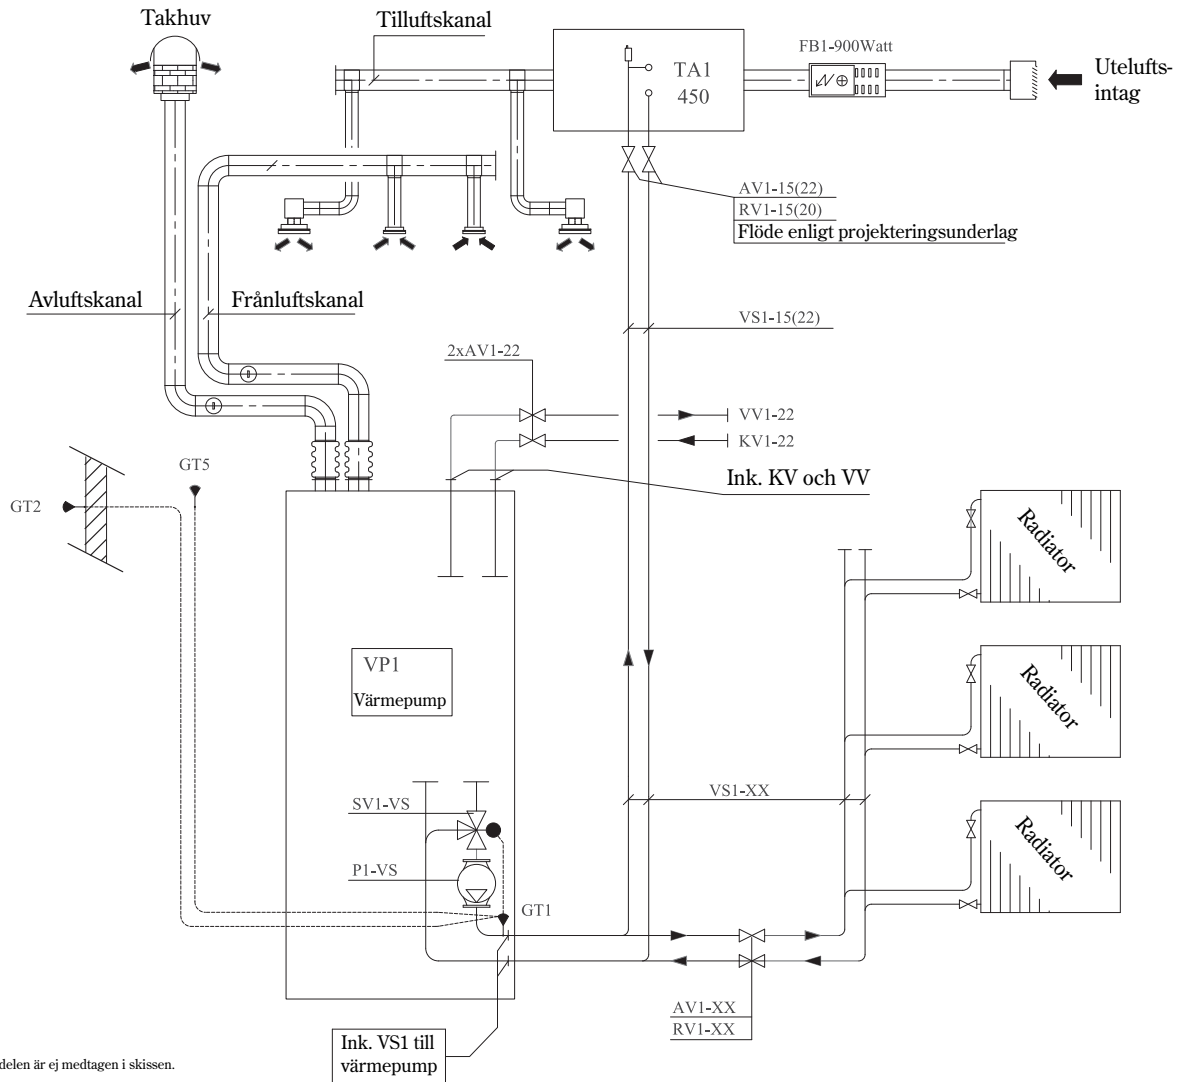 Takhuv
Tilluftskanal
FB1-900Watt
TA1
450
Utelufts-
intag
AV1-15(22)
RV1-15(20)
Flöde enligt projekteringsunderlag
Avluftskanal
Frånluftskanal
VS1-15(22)
2xAV1-22
VV1-22
KV1-22
GT5
GT2
Ink. KV och VV
Radiator
VP1
Värmepump
Radiator
VS1-XX
SV1-VS
Radiator
P1-VS
GT1
AV1-XX
RV1-XX
Ink. VS1 till
värmepump
delen är ej medtagen i skissen.